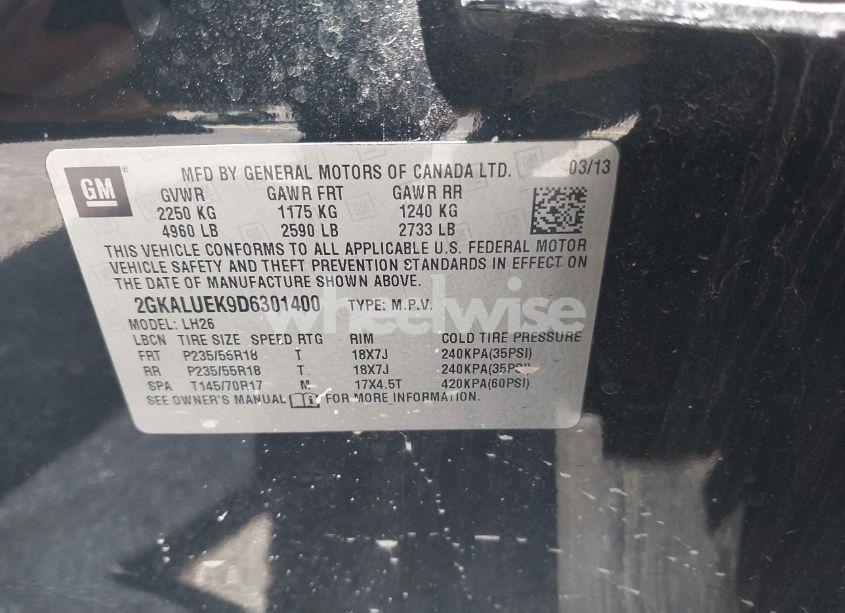 GM
MFD BY GENERAL MOTORS OF CANADA LTD. 03/13
GVWR GAWR FRT GAWR RR
2250 KG 1175 KG 1240 KG
4960 LB 2590 LB 2733 LB
THIS VEHICLE CONFORMS TO ALL APPLICABLE U.S. FEDERAL MOTOR
VEHICLE SAFETY AND THEFT PREVENTION STANDARDS IN EFFECT ON
THE DATE OF MANUFACTURE SHOWN ABOVE.
2GKALUEK9D6301400 TYPE: M.P.V.
MODEL: LH26
LBCN TIRE SIZE SPEED RTG RIM COLD TIRE PRESSURE
FRT P235/55R18 T 18X7J 240KPA(35PSI)
RR P235/55R18 T 18X7J 240KPA(35PSI)
SPA T145/70R17 M 17X4.5T 420KPA(60PSI)
SEE OWNER'S MANUAL FOR MORE INFORMATION.
wheelwise
wheelwise
wheelwise